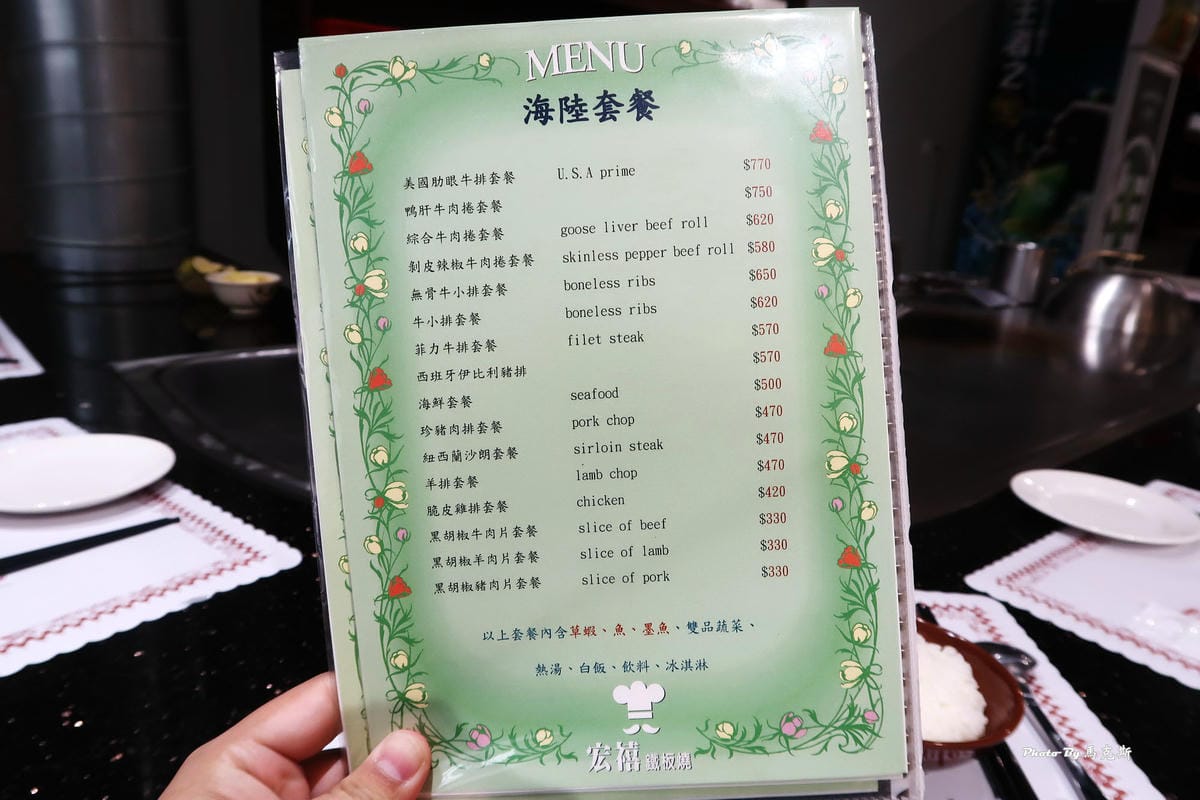 MENU
海陸套餐
美國肋眼牛排套餐 U.S.A prime $770
鴨肝牛肉捲套餐 $750
綜合牛肉捲套餐 goose liver beef roll $620
剝皮辣椒牛肉捲套餐 skinless pepper beef roll $580
無骨牛小排套餐 boneless ribs $650
牛小排套餐 boneless ribs $620
菲力牛排套餐 filet steak $570
西班牙伊比利豬排 $570
海鮮套餐 seafood $500
珍豬肉排套餐 pork chop $470
紐西蘭沙朗套餐 sirloin steak $470
羊排套餐 lamb chop $470
脆皮雞排套餐 chicken $420
黑胡椒牛肉片套餐 slice of beef $330
黑胡椒羊肉片套餐 slice of lamb $330
黑胡椒豬肉片套餐 slice of pork $330
以上套餐內含草蝦、魚、墨魚、雙品蔬菜、
熱湯、白飯、飲料、冰淇淋
宏禧 鐵板燒
Photo By 馬克斯